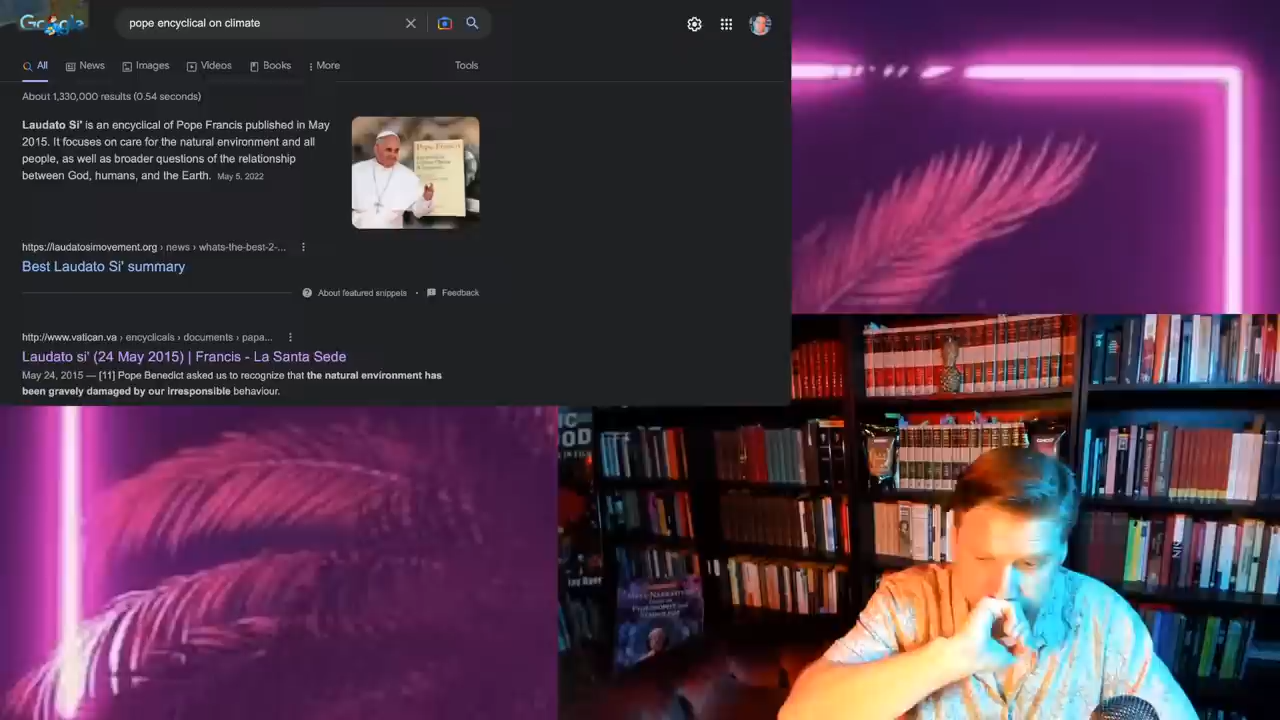 Google
pope encyclical on climate
All
News
Images
Videos
Books
More
Tools
About 1,330,000 results (0.54 seconds)
Laudato Si' is an encyclical of Pope Francis published in May
2015. It focuses on care for the natural environment and all
people, as well as broader questions of the relationship
between God, humans, and the Earth. May 5, 2022
Pope Francis
https://laudatosimovement.org › news › whats-the-best-2-...
Best Laudato Si' summary
About featured snippets • Feedback
http://www.vatican.va › encyclicals › documents › papa...
Laudato si' (24 May 2015) | Francis - La Santa Sede
May 24, 2015 — [11] Pope Benedict asked us to recognize that the natural environment has
been gravely damaged by our irresponsible behaviour.
SIN